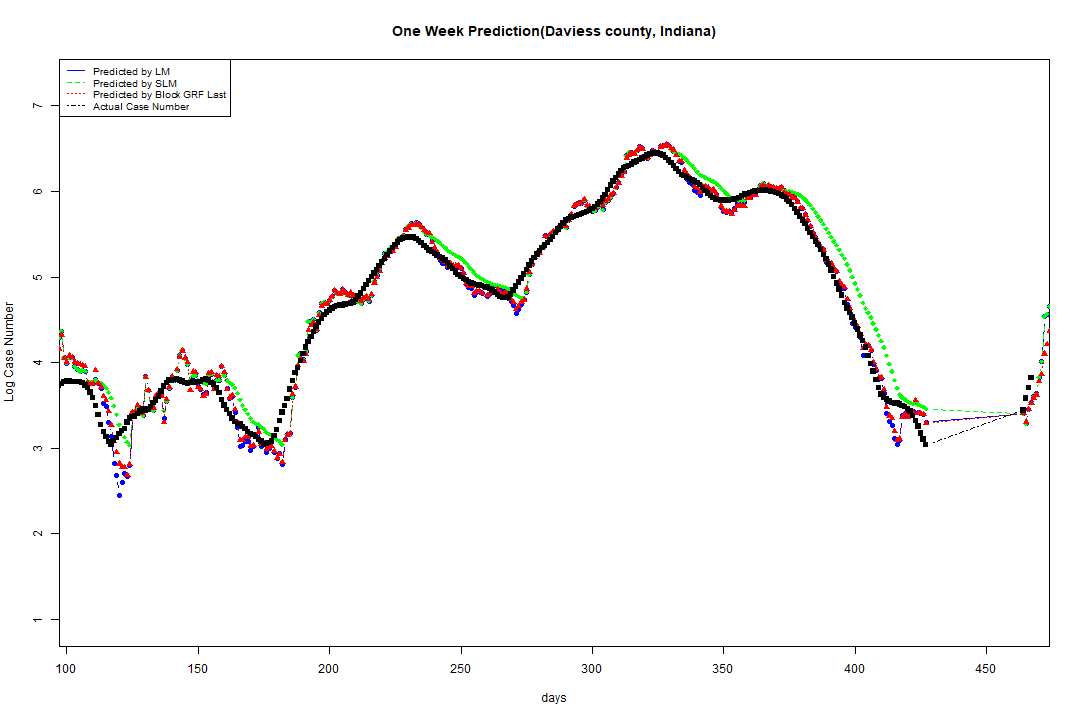 One Week Prediction(Daviess county, Indiana)
Predicted by LM
Predicted by SLM
Predicted by Block GRF Last
Actual Case Number
7
6
5
4
3
2
1
Log Case Number
100 150 200 250 300 350 400 450
days